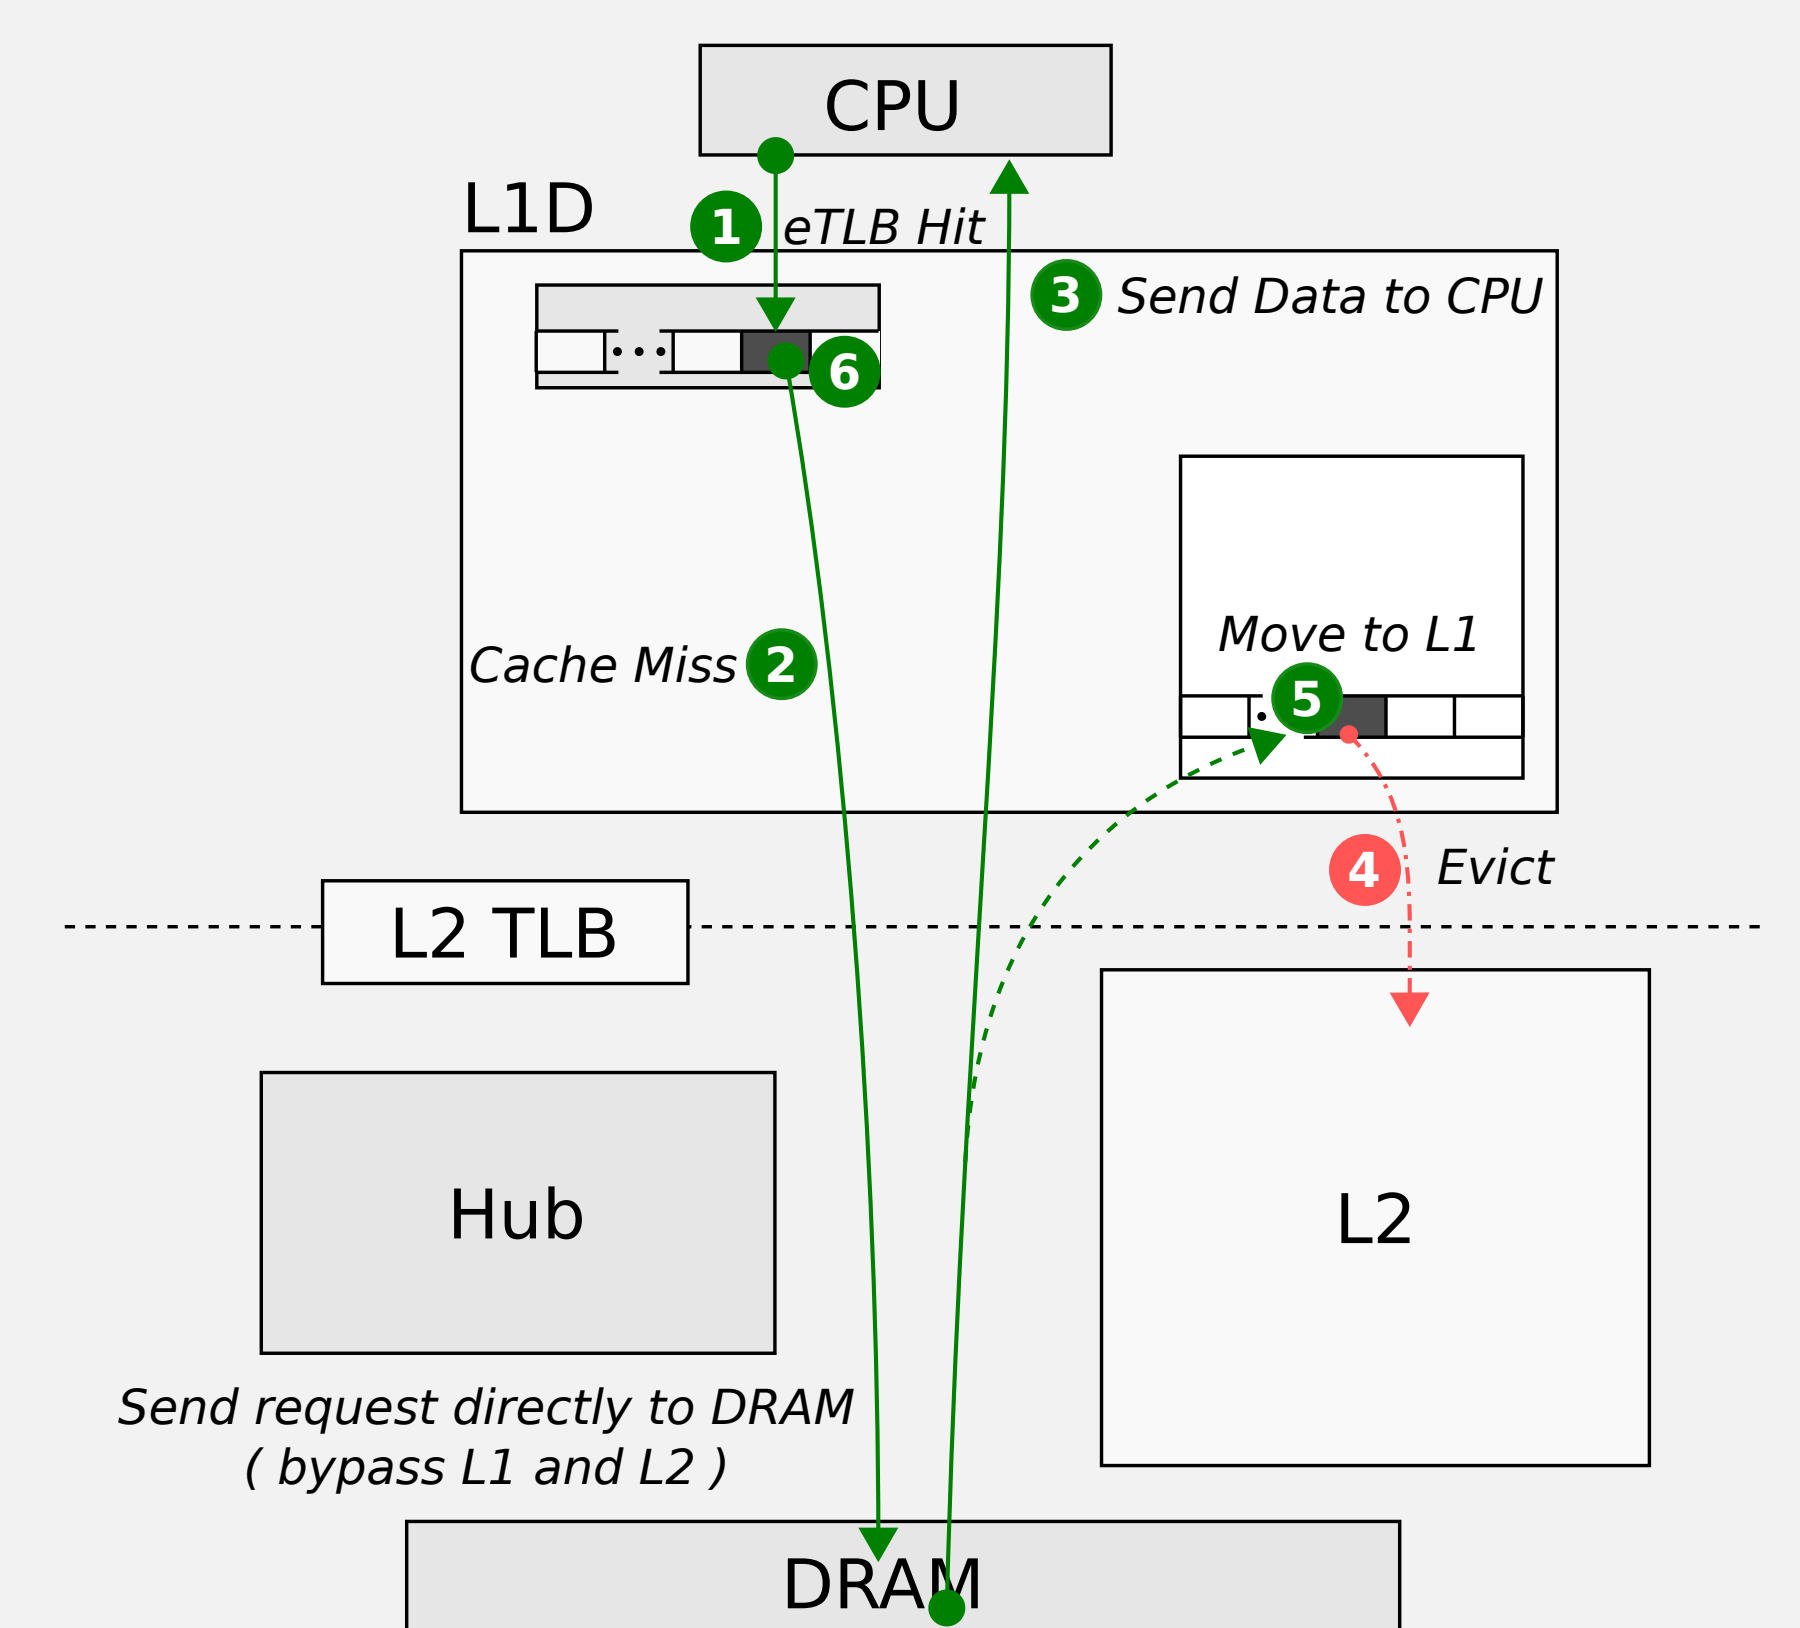 CPU
L1D
1 eTLB Hit
3 Send Data to CPU
6
Cache Miss 2
Move to L1
5
4 Evict
L2 TLB
Hub
L2
Send request directly to DRAM
( bypass L1 and L2 )
DRAM